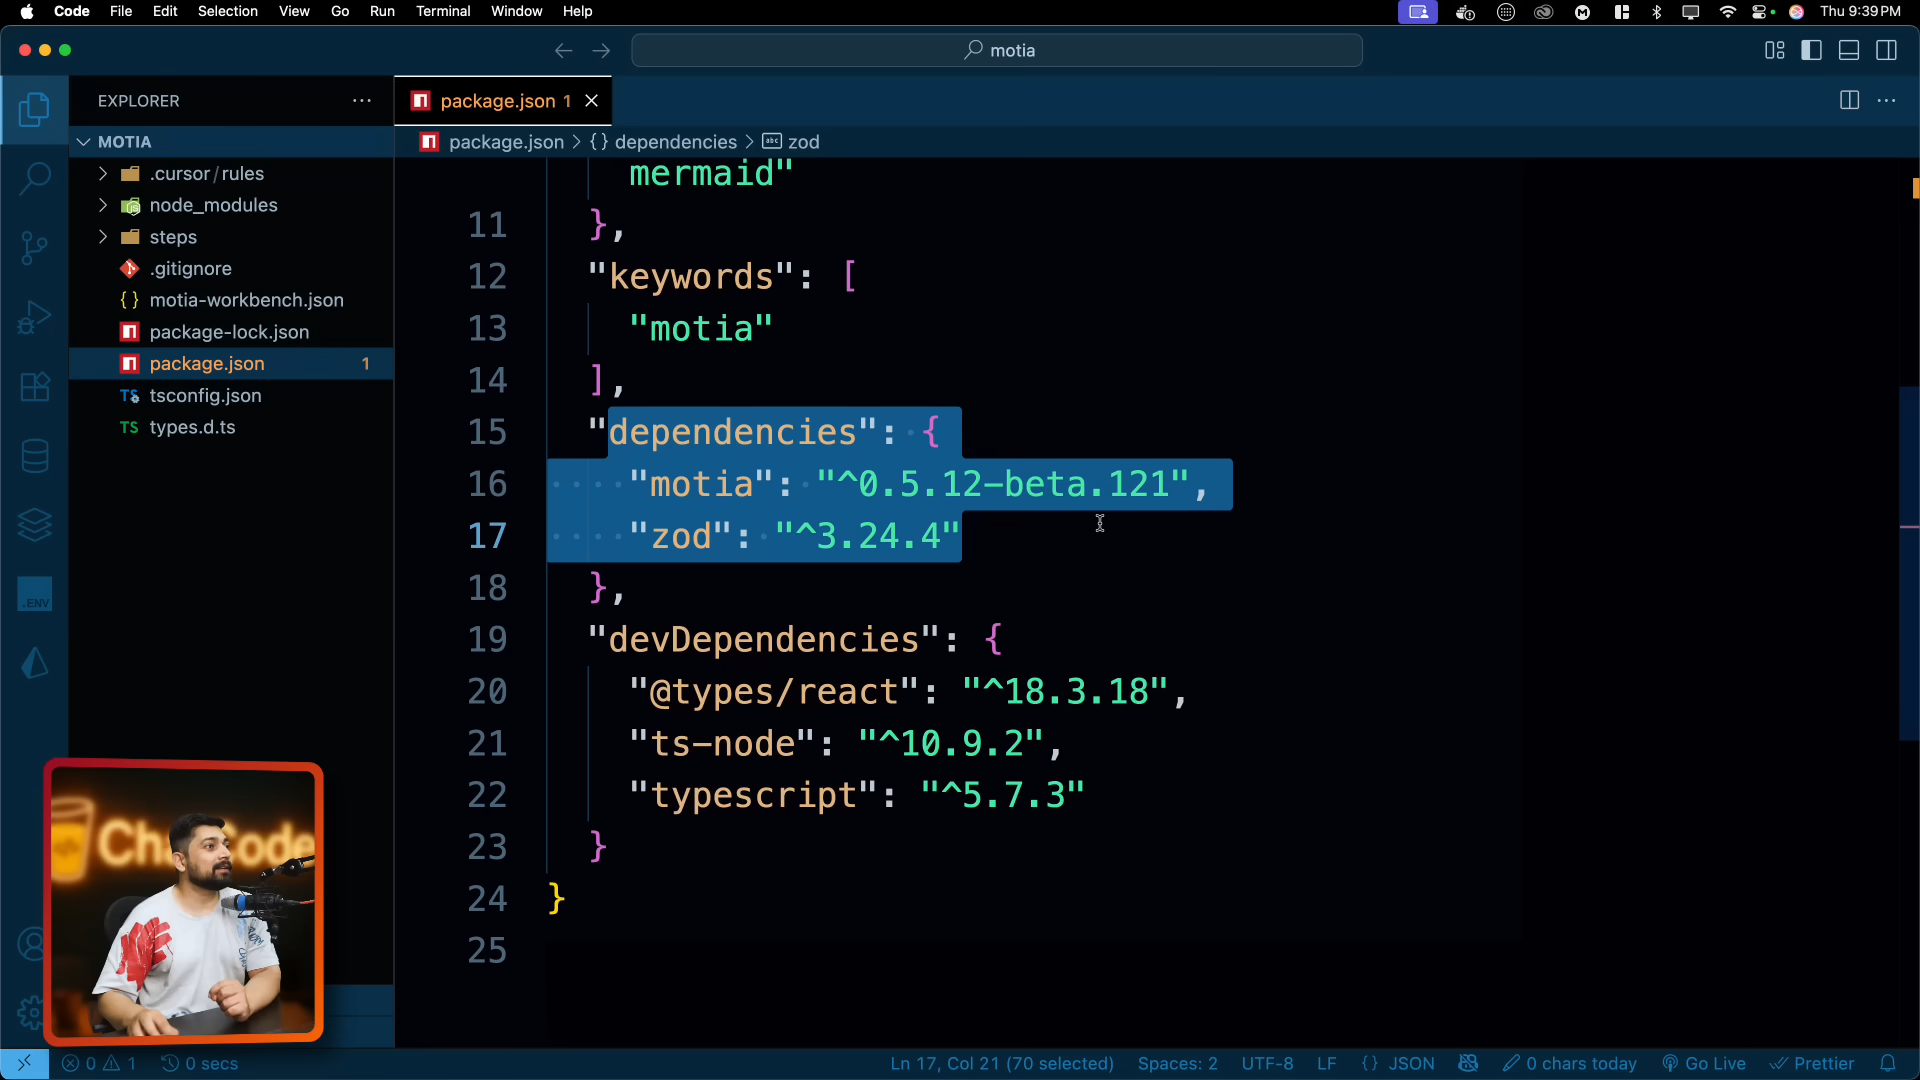 Code File Edit Selection View Go Run Terminal Window Help
Thu 9:39 PM
motia
EXPLORER
package.json 1
MOTIA
package.json > {} dependencies > abc zod
.cursor/rules
node_modules
steps
.gitignore
{} motia-workbench.json
package-lock.json
package.json 1
TS tsconfig.json
TS types.d.ts
.ENV
mermaid"
11 },
12 "keywords": [
13 "motia"
14 ],
15 "dependencies": {
16 "motia": "^0.5.12-beta.121",
17 "zod": "^3.24.4"
18 },
19 "devDependencies": {
20 "@types/react": "^18.3.18",
21 "ts-node": "^10.9.2",
22 "typescript": "^5.7.3"
23 }
24 }
25
0 1 0 secs
Ln 17, Col 21 (70 selected) Spaces: 2 UTF-8 LF {} JSON 0 chars today Go Live Prettier